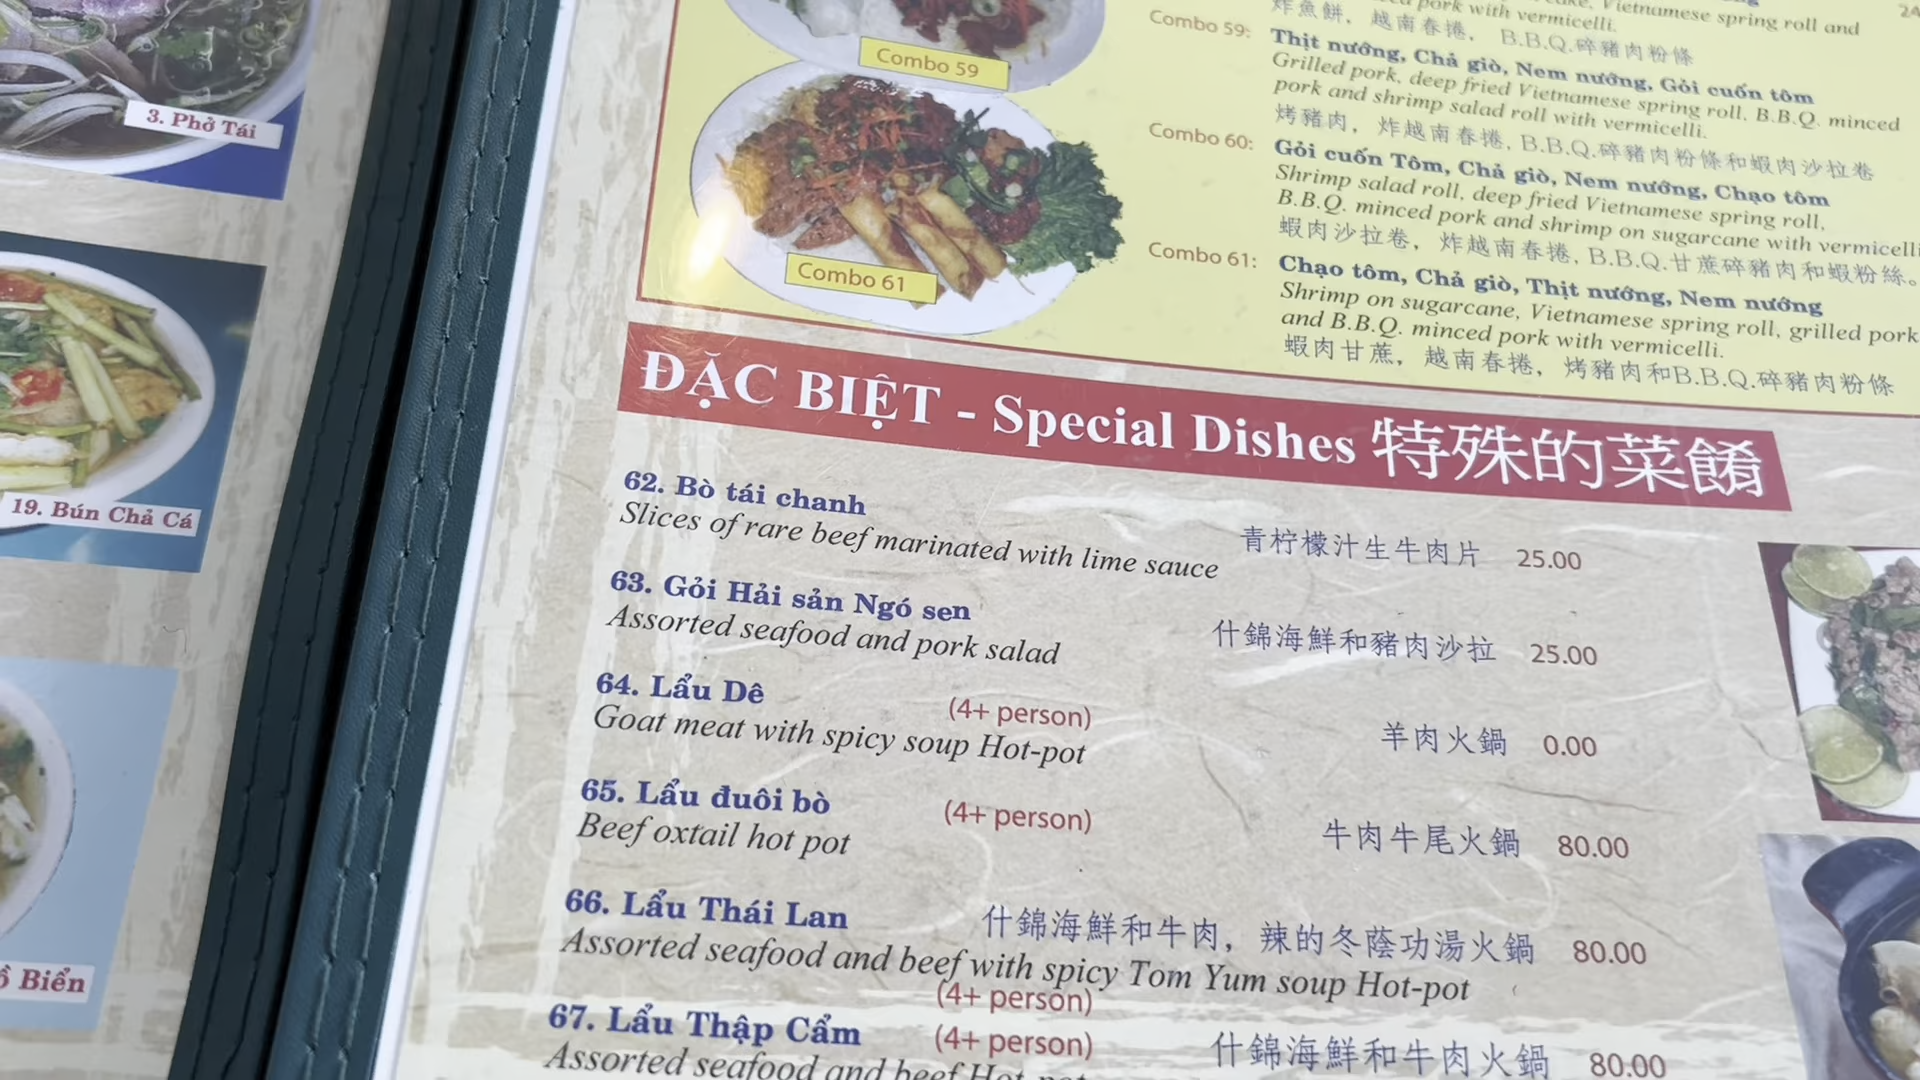 3. Phở Tái
19. Bún Chả Cá
Biển
Combo 59
Combo 61
Vietnamese spring roll and
pork with vermicelli.
24
炸魚餅， 越南春捲， B.B.Q.碎豬肉粉條
Combo 59: Thịt nướng, Chả giò, Nem nướng, Gỏi cuốn tôm
Grilled pork, deep fried Vietnamese spring roll, B.B.Q. minced
pork and shrimp salad roll with vermicelli.
烤豬肉， 炸越南春捲, B.B.Q.碎豬肉粉條和蝦肉沙拉卷
Combo 60: Gỏi cuốn Tôm, Chả giò, Nem nướng, Chạo tôm
Shrimp salad roll, deep fried Vietnamese spring roll,
B.B.Q. minced pork and shrimp on sugarcane with vermicelli
蝦肉沙拉卷， 炸越南春捲, B.B.Q.甘蔗碎豬肉和蝦粉絲。
Combo 61: Chạo tôm, Chả giò, Thịt nướng, Nem nướng
Shrimp on sugarcane, Vietnamese spring roll, grilled pork
and B.B.Q. minced pork with vermicelli.
蝦肉甘蔗， 越南春捲， 烤豬肉和B.B.Q.碎豬肉粉條
ĐẶC BIỆT - Special Dishes 特殊的菜餚
62. Bò tái chanh
Slices of rare beef marinated with lime sauce 青柠檬汁生牛肉片 25.00
63. Gỏi Hải sản Ngó sen
Assorted seafood and pork salad 什錦海鮮和豬肉沙拉 25.00
64. Lẩu Dê (4+ person)
Goat meat with spicy soup Hot-pot 羊肉火鍋 0.00
65. Lẩu đuôi bò (4+ person)
Beef oxtail hot pot 牛肉牛尾火鍋 80.00
66. Lẩu Thái Lan 什錦海鮮和牛肉， 辣的冬蔭功湯火鍋 80.00
Assorted seafood and beef with spicy Tom Yum soup Hot-pot
(4+ person)
67. Lẩu Thập Cẩm (4+ person) 什錦海鮮和牛肉火鍋 80.00
Assorted seafood and beef Hot-pot